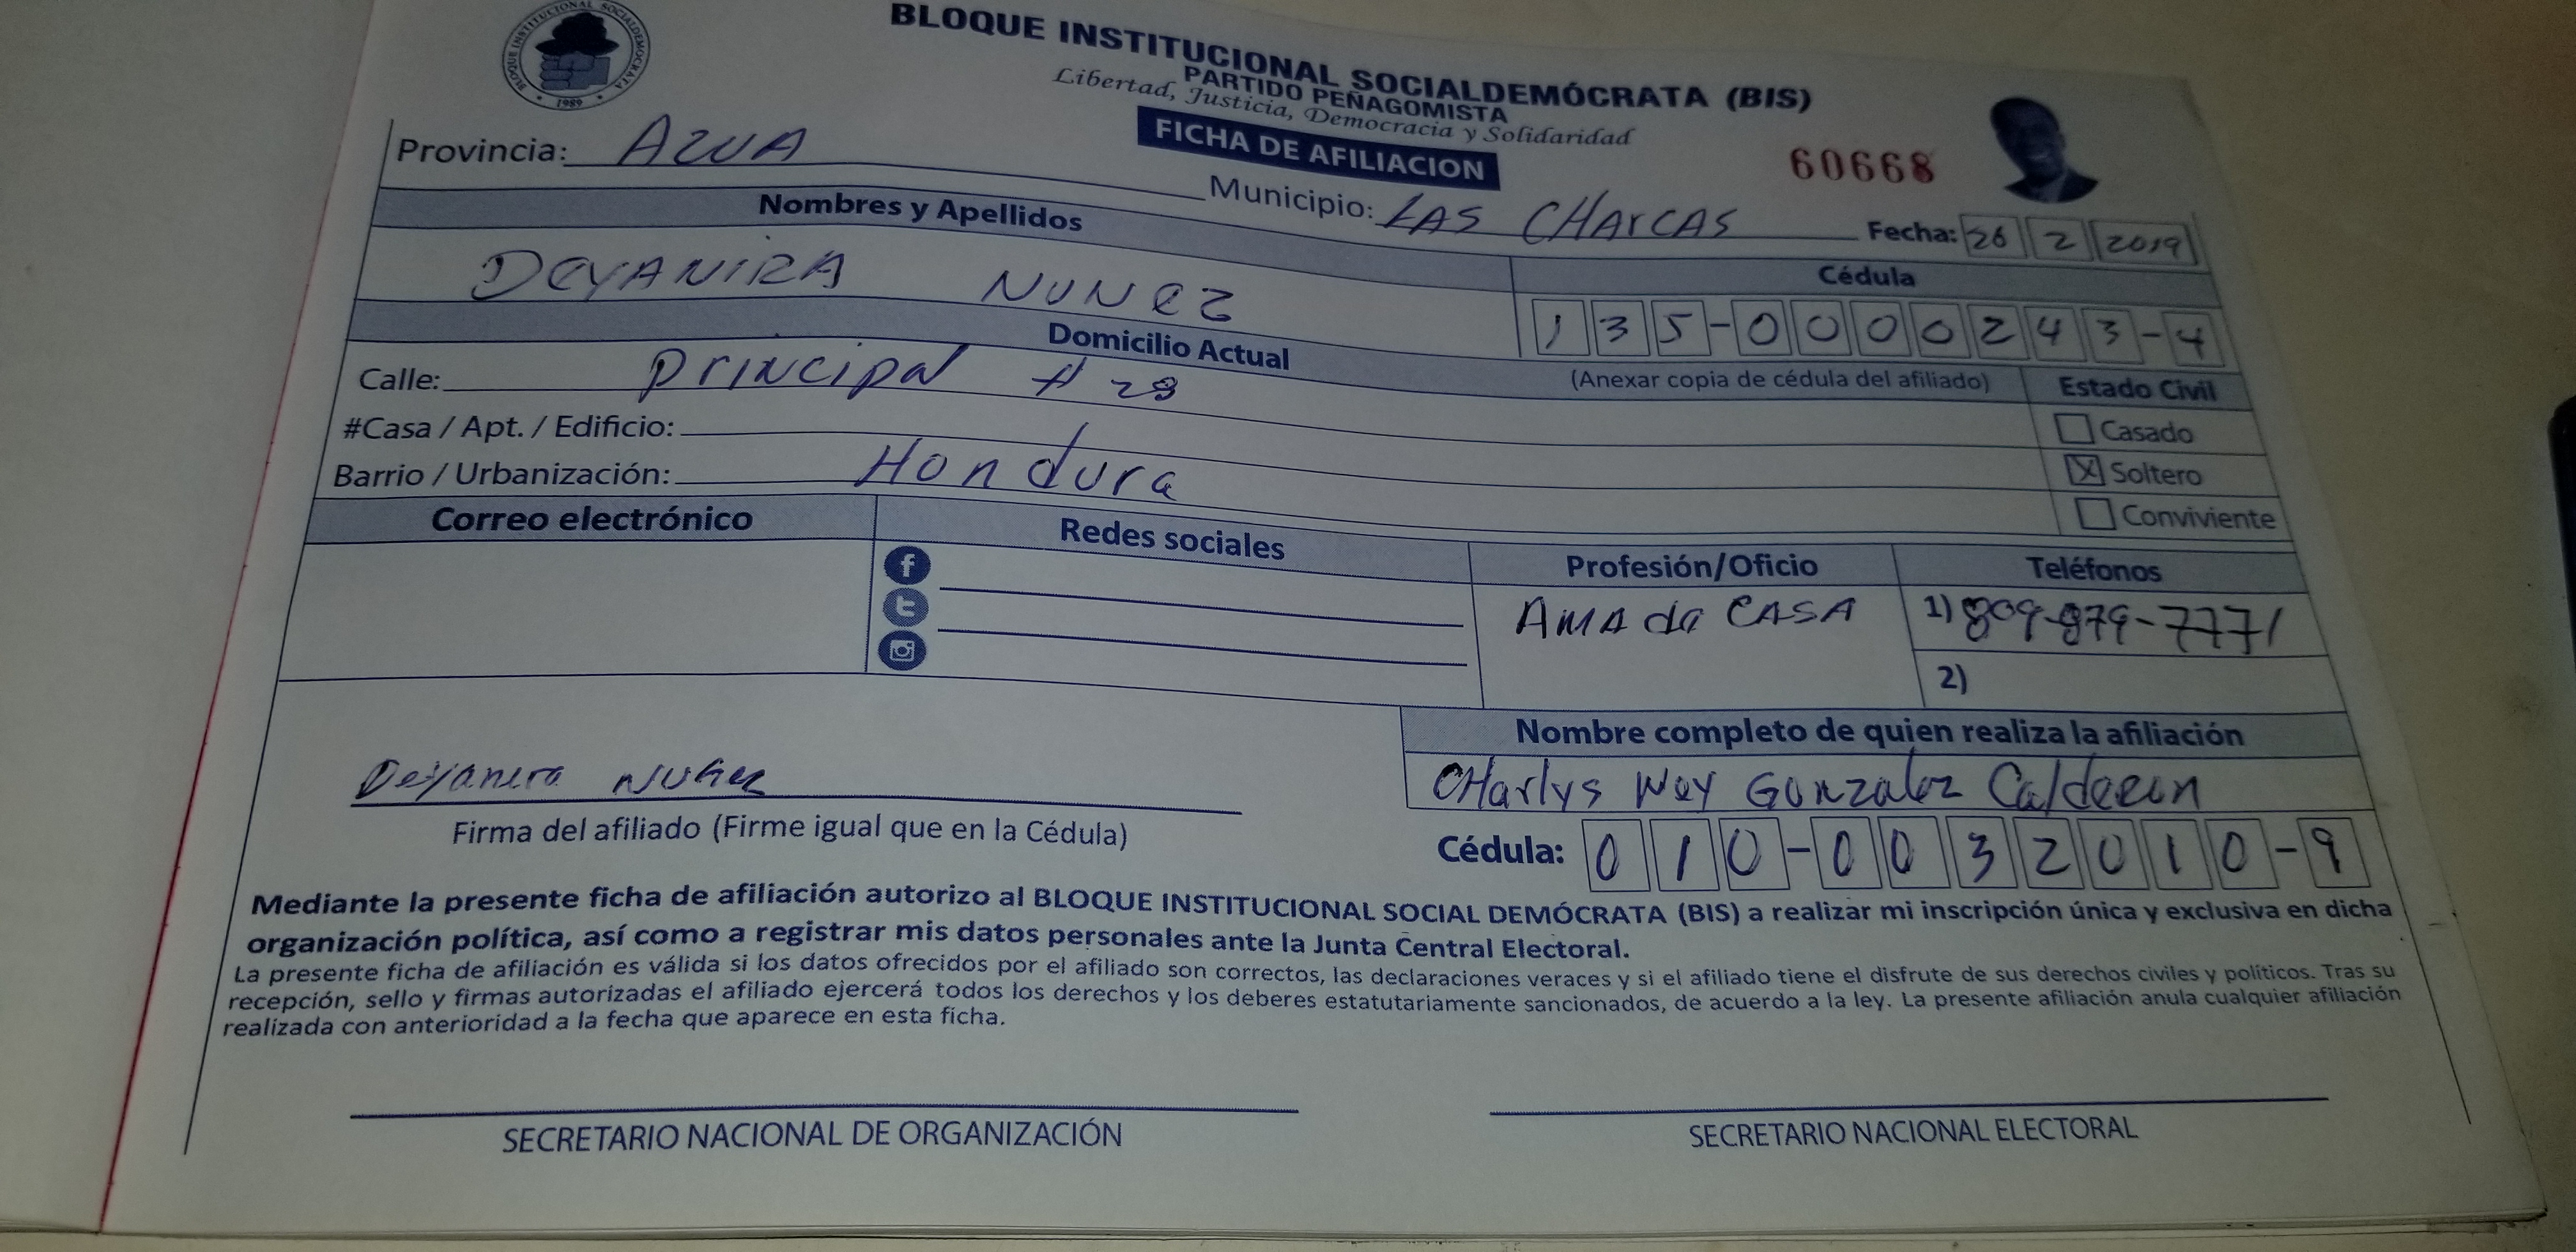 BLOQUE INSTITUCIONAL SOCIALDEMÓCRATA
1989
BLOQUE INSTITUCIONAL SOCIALDEMÓCRATA (BIS)
PARTIDO PEÑAGOMISTA
Libertad, Justicia, Democracia y Solidaridad
FICHA DE AFILIACION
60668
Provincia: AZUA
Municipio: LAS CHArCAS
Fecha: 26 2 2019
Nombres y Apellidos
Cédula
DEYANIRA NUNEZ
135-0000243-4
Domicilio Actual
(Anexar copia de cédula del afiliado)
Estado Civil
Calle: principal # 28
Casado
#Casa / Apt. / Edificio:
X Soltero
Barrio / Urbanización: Hondura
Conviviente
Correo electrónico
Redes sociales
Profesión/Oficio
Teléfonos
AMA da CASA
1) 809-879-7771
2)
Nombre completo de quien realiza la afiliación
Deyanera NUñez
CHarlys Ney Gonzalez Calderon
Firma del afiliado (Firme igual que en la Cédula)
Cédula: 010-0032010-9
Mediante la presente ficha de afiliación autorizo al BLOQUE INSTITUCIONAL SOCIAL DEMÓCRATA (BIS) a realizar mi inscripción única y exclusiva en dicha
organización política, así como a registrar mis datos personales ante la Junta Central Electoral.
La presente ficha de afiliación es válida si los datos ofrecidos por el afiliado son correctos, las declaraciones veraces y si el afiliado tiene el disfrute de sus derechos civiles y políticos. Tras su
recepción, sello y firmas autorizadas el afiliado ejercerá todos los derechos y los deberes estatutariamente sancionados, de acuerdo a la ley. La presente afiliación anula cualquier afiliación
realizada con anterioridad a la fecha que aparece en esta ficha.
SECRETARIO NACIONAL DE ORGANIZACIÓN
SECRETARIO NACIONAL ELECTORAL